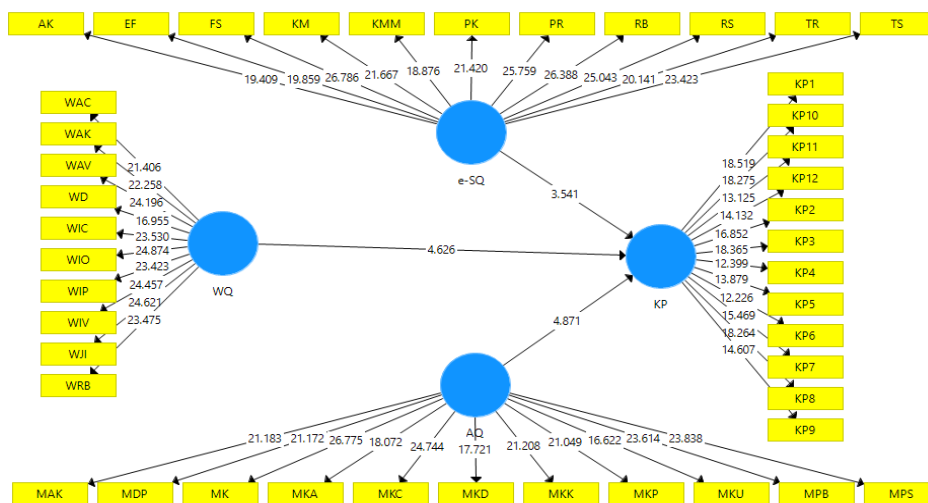 AK EF FS KM KMM PK PR RB RS TR TS
19.409 19.859 26.786 21.667 18.876 21.420 25.759 26.388 25.043 20.141 23.423
WAC
WAK
WAV
WD
WIC
WIO
WIP
WIV
WJI
WRB
21.406
22.258
24.196
16.955
23.530
24.874
23.423
24.457
24.621
23.475
WQ
e-SQ
3.541
4.626
4.871
KP
AQ
18.519
18.275
13.125
14.132
16.852
18.365
12.399
13.879
12.226
15.469
18.264
14.607
KP1
KP10
KP11
KP12
KP2
KP3
KP4
KP5
KP6
KP7
KP8
KP9
21.183 21.172 26.775 18.072 24.744 17.721 21.208 21.049 16.622 23.614 23.838
MAK MDP MK MKA MKC MKD MKK MKP MKU MPB MPS